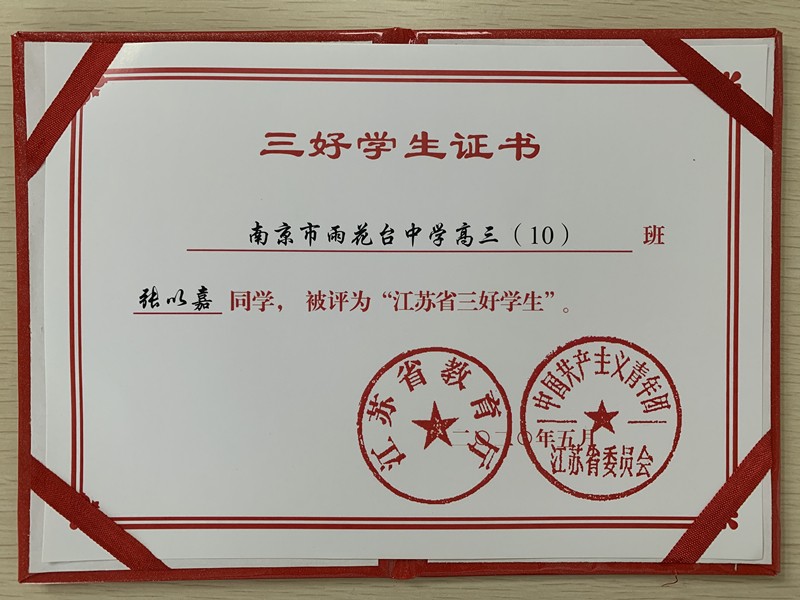 三好学生证书
南京市雨花台中学高三（10） 班
张以嘉 同学， 被评为“江苏省三好学生”。
江苏省教育厅
中国共产主义青年团
江苏省委员会
二〇二〇年五月